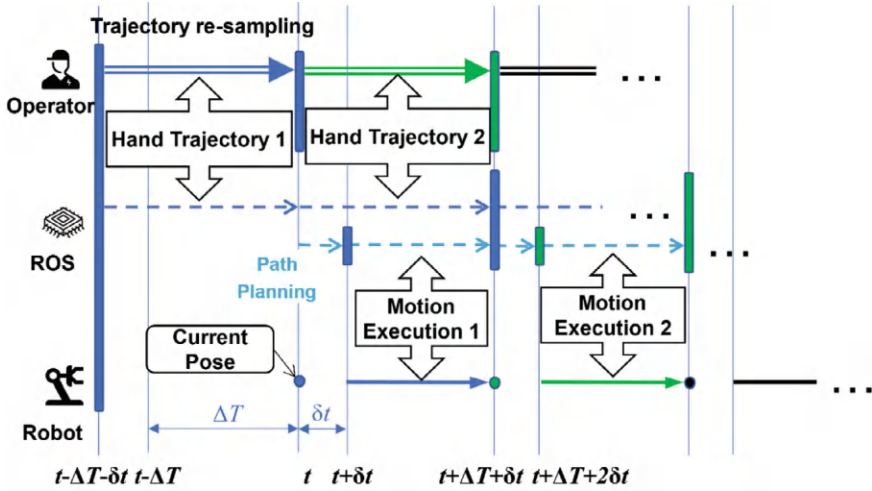 Trajectory re-sampling
Operator
Hand Trajectory 1
Hand Trajectory 2
...
ROS
...
Path
Planning
...
Motion
Execution 1
Motion
Execution 2
Current
Pose
Robot
ΔT
δt
...
t-ΔT-δt t-ΔT t t+δt t+ΔT+δt t+ΔT+2δt